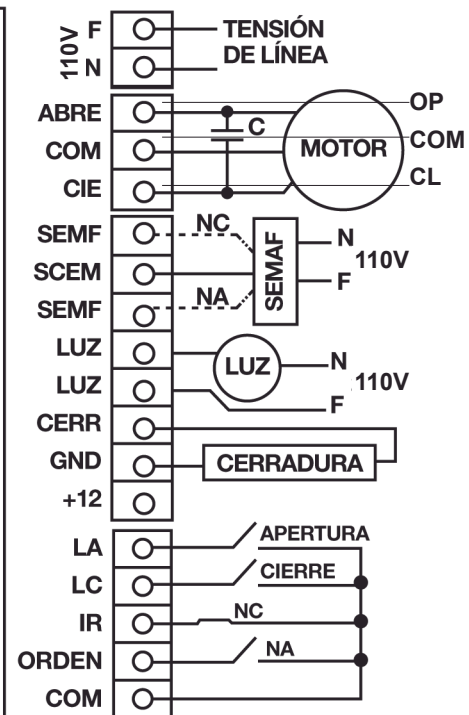 110V
F
TENSIÓN
N
DE LÍNEA
ABRE
OP
C
COM
MOTOR
COM
CIE
CL
SEMF
NC
N
SCEM
SEMAF
110V
F
SEMF
NA
LUZ
LUZ
N
110V
LUZ
F
CERR
GND
CERRADURA
+12
LA
APERTURA
LC
CIERRE
IR
NC
ORDEN
NA
COM